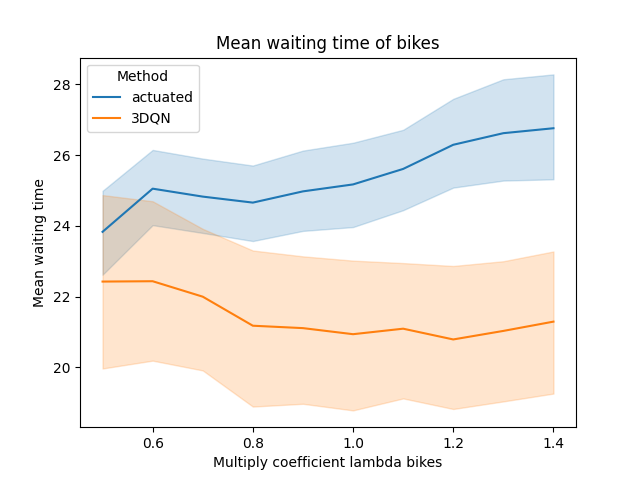 Mean waiting time of bikes
Method
actuated
3DQN
28
26
24
22
20
Mean waiting time
0.6
0.8
1.0
1.2
1.4
Multiply coefficient lambda bikes